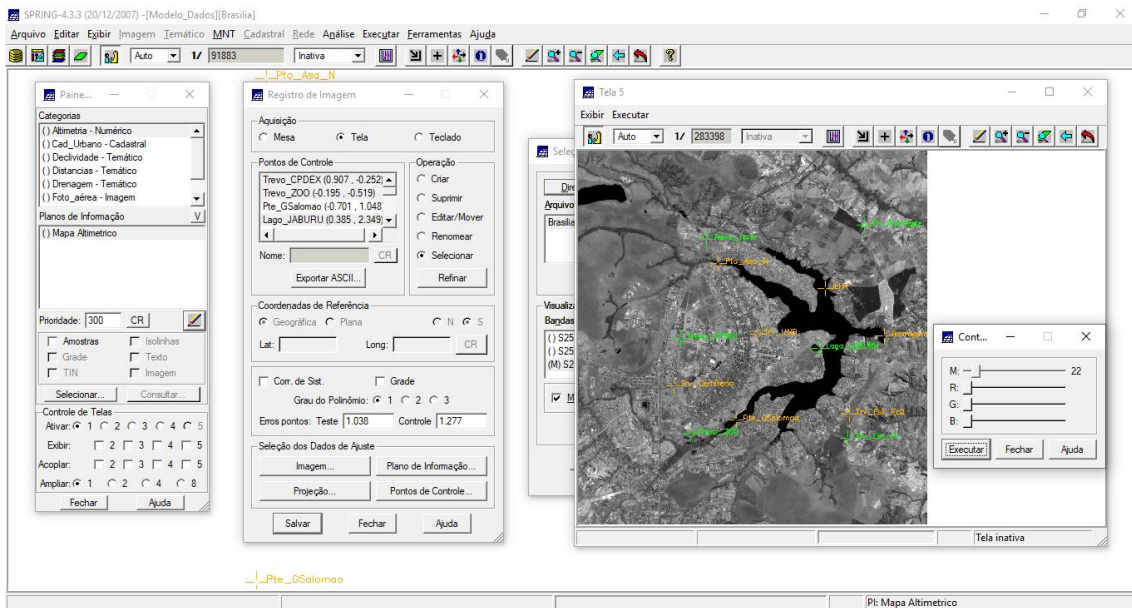 SPRING-4.3.3 (20/12/2007) -[Modelo_Dados][Brasilia]
Arquivo Editar Exibir Imagem Temático MNT Cadastral Rede Análise Executar Ferramentas Ajuda
Auto 1/ 91883 Inativa
Pto_Asa_N
Paine...
Categorias
( ) Altimetria - Numérico
( ) Cad_Urbano - Cadastral
( ) Declividade - Temático
( ) Distancias - Temático
( ) Drenagem - Temático
( ) Foto_aérea - Imagem
Planos de Informação V
( ) Mapa Altimetrico
Prioridade: 300 CR
Amostras Isolinhas
Grade Texto
TIN Imagem
Selecionar... Consultar...
Controle de Telas
Ativar: 1 2 3 4 5
Exibir: 2 3 4 5
Acoplar: 2 3 4 5
Ampliar: 1 2 4 8
Fechar Ajuda
Registro de Imagem
Aquisição
Mesa Tela Teclado
Pontos de Controle
Trevo_CPDEX (0.907 , -0.252)
Trevo_ZOO (-0.195 , -0.519)
Pte_GSalomao (-0.701 , 1.048)
Lago_JABURU (0.385 , 2.349)
Nome: CR
Exportar ASCII...
Operação
Criar
Suprimir
Editar/Mover
Renomear
Selecionar
Refinar
Coordenadas de Referência
Geográfica Plana N S
Lat: Long: CR
Corr. de Sist. Grade
Grau do Polinômio: 1 2 3
Erros pontos: Teste 1.038 Controle 1.277
Seleção dos Dados de Ajuste
Imagem... Plano de Informação...
Projeção... Pontos de Controle...
Salvar Fechar Ajuda
Pte_GSalomao
Seleç
Dire
Arquivo
Brasilia
Visualiza
Bandas
( ) S25
( ) S25
(M) S2
M
Tela 5
Exibir Executar
Auto 1/ 283398 Inativa
Pto_Asa_N
Trv_UNB
Lago_JABURU
Pte_GSalomao
Tela inativa
Cont...
M: 22
R:
G:
B:
Executar Fechar Ajuda
PI: Mapa Altimetrico